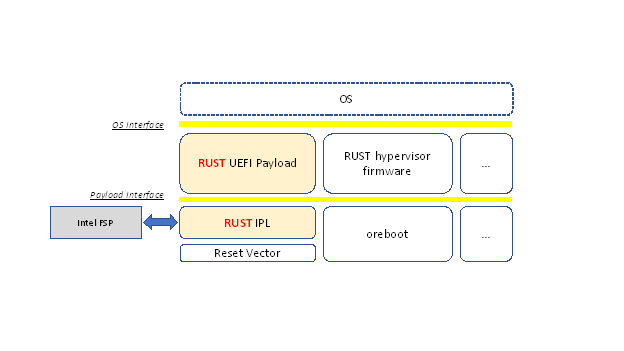 OS
OS Interface
RUST UEFI Payload
RUST hypervisor
firmware
...
Payload Interface
Intel FSP
RUST IPL
oreboot
...
Reset Vector